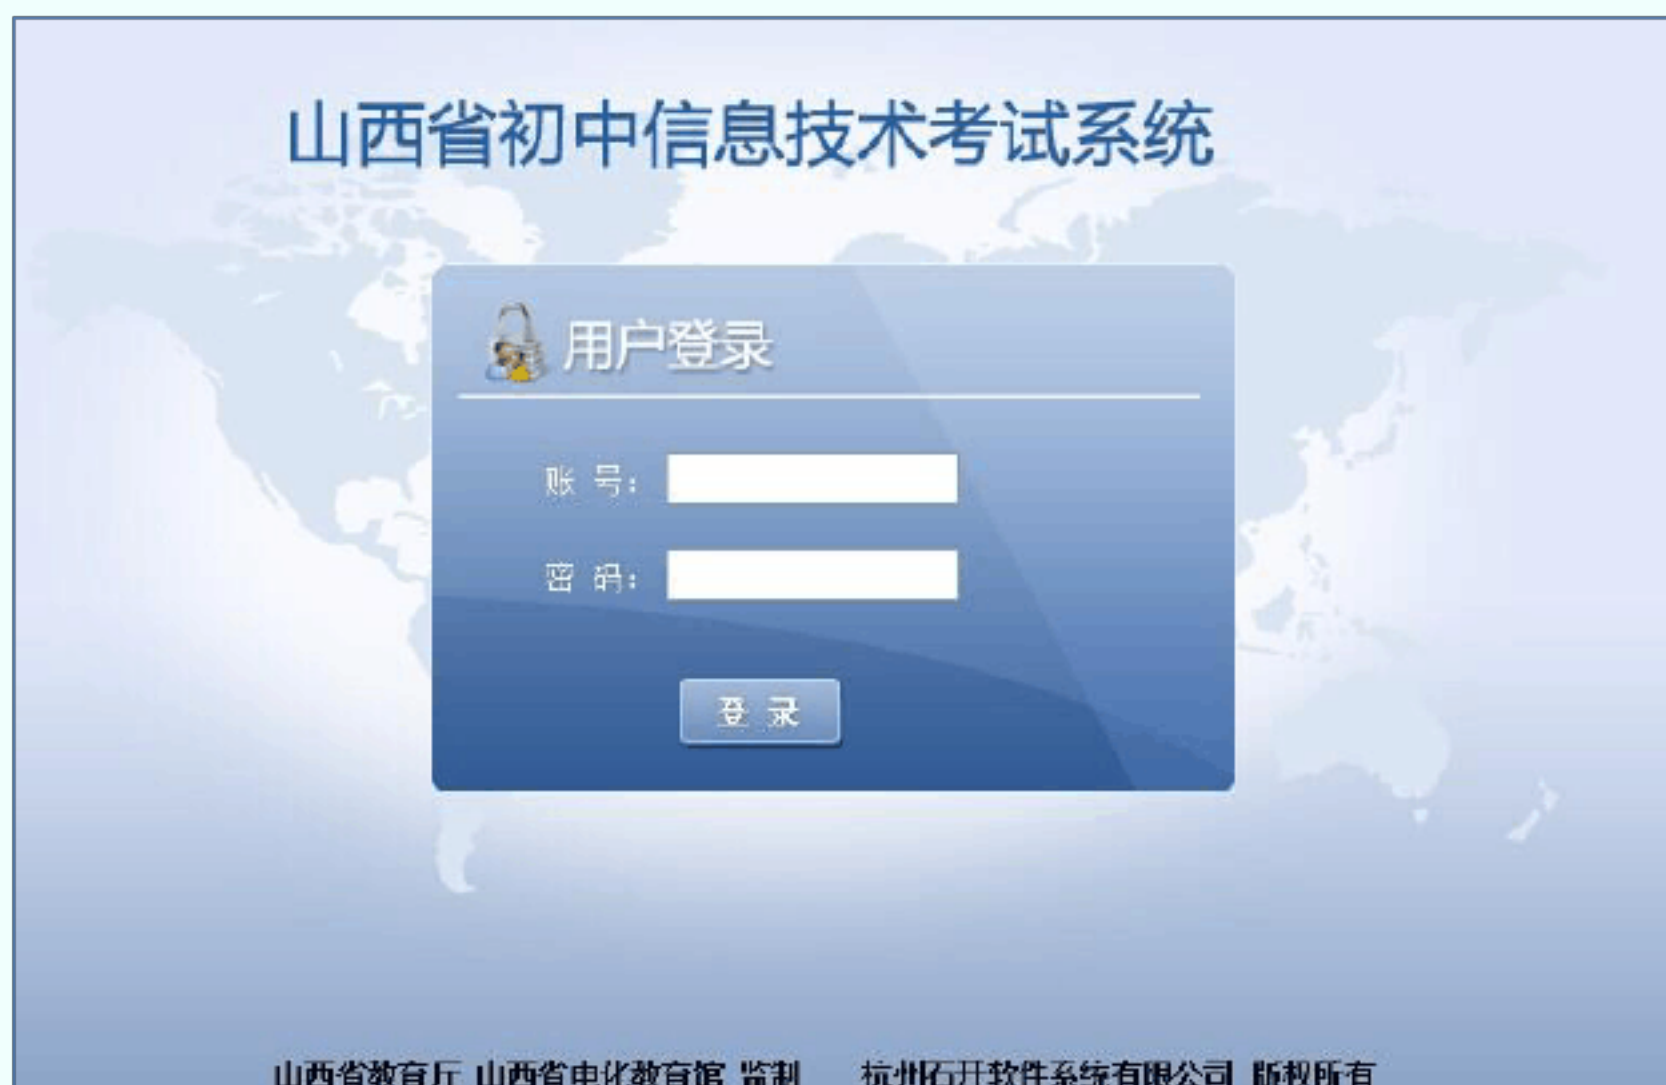 山西省初中信息技术考试系统
用户登录
账 号：
密 码：
登 录
山西省教育厅 山西省电化教育馆 监制 杭州石开软件系统有限公司 版权所有